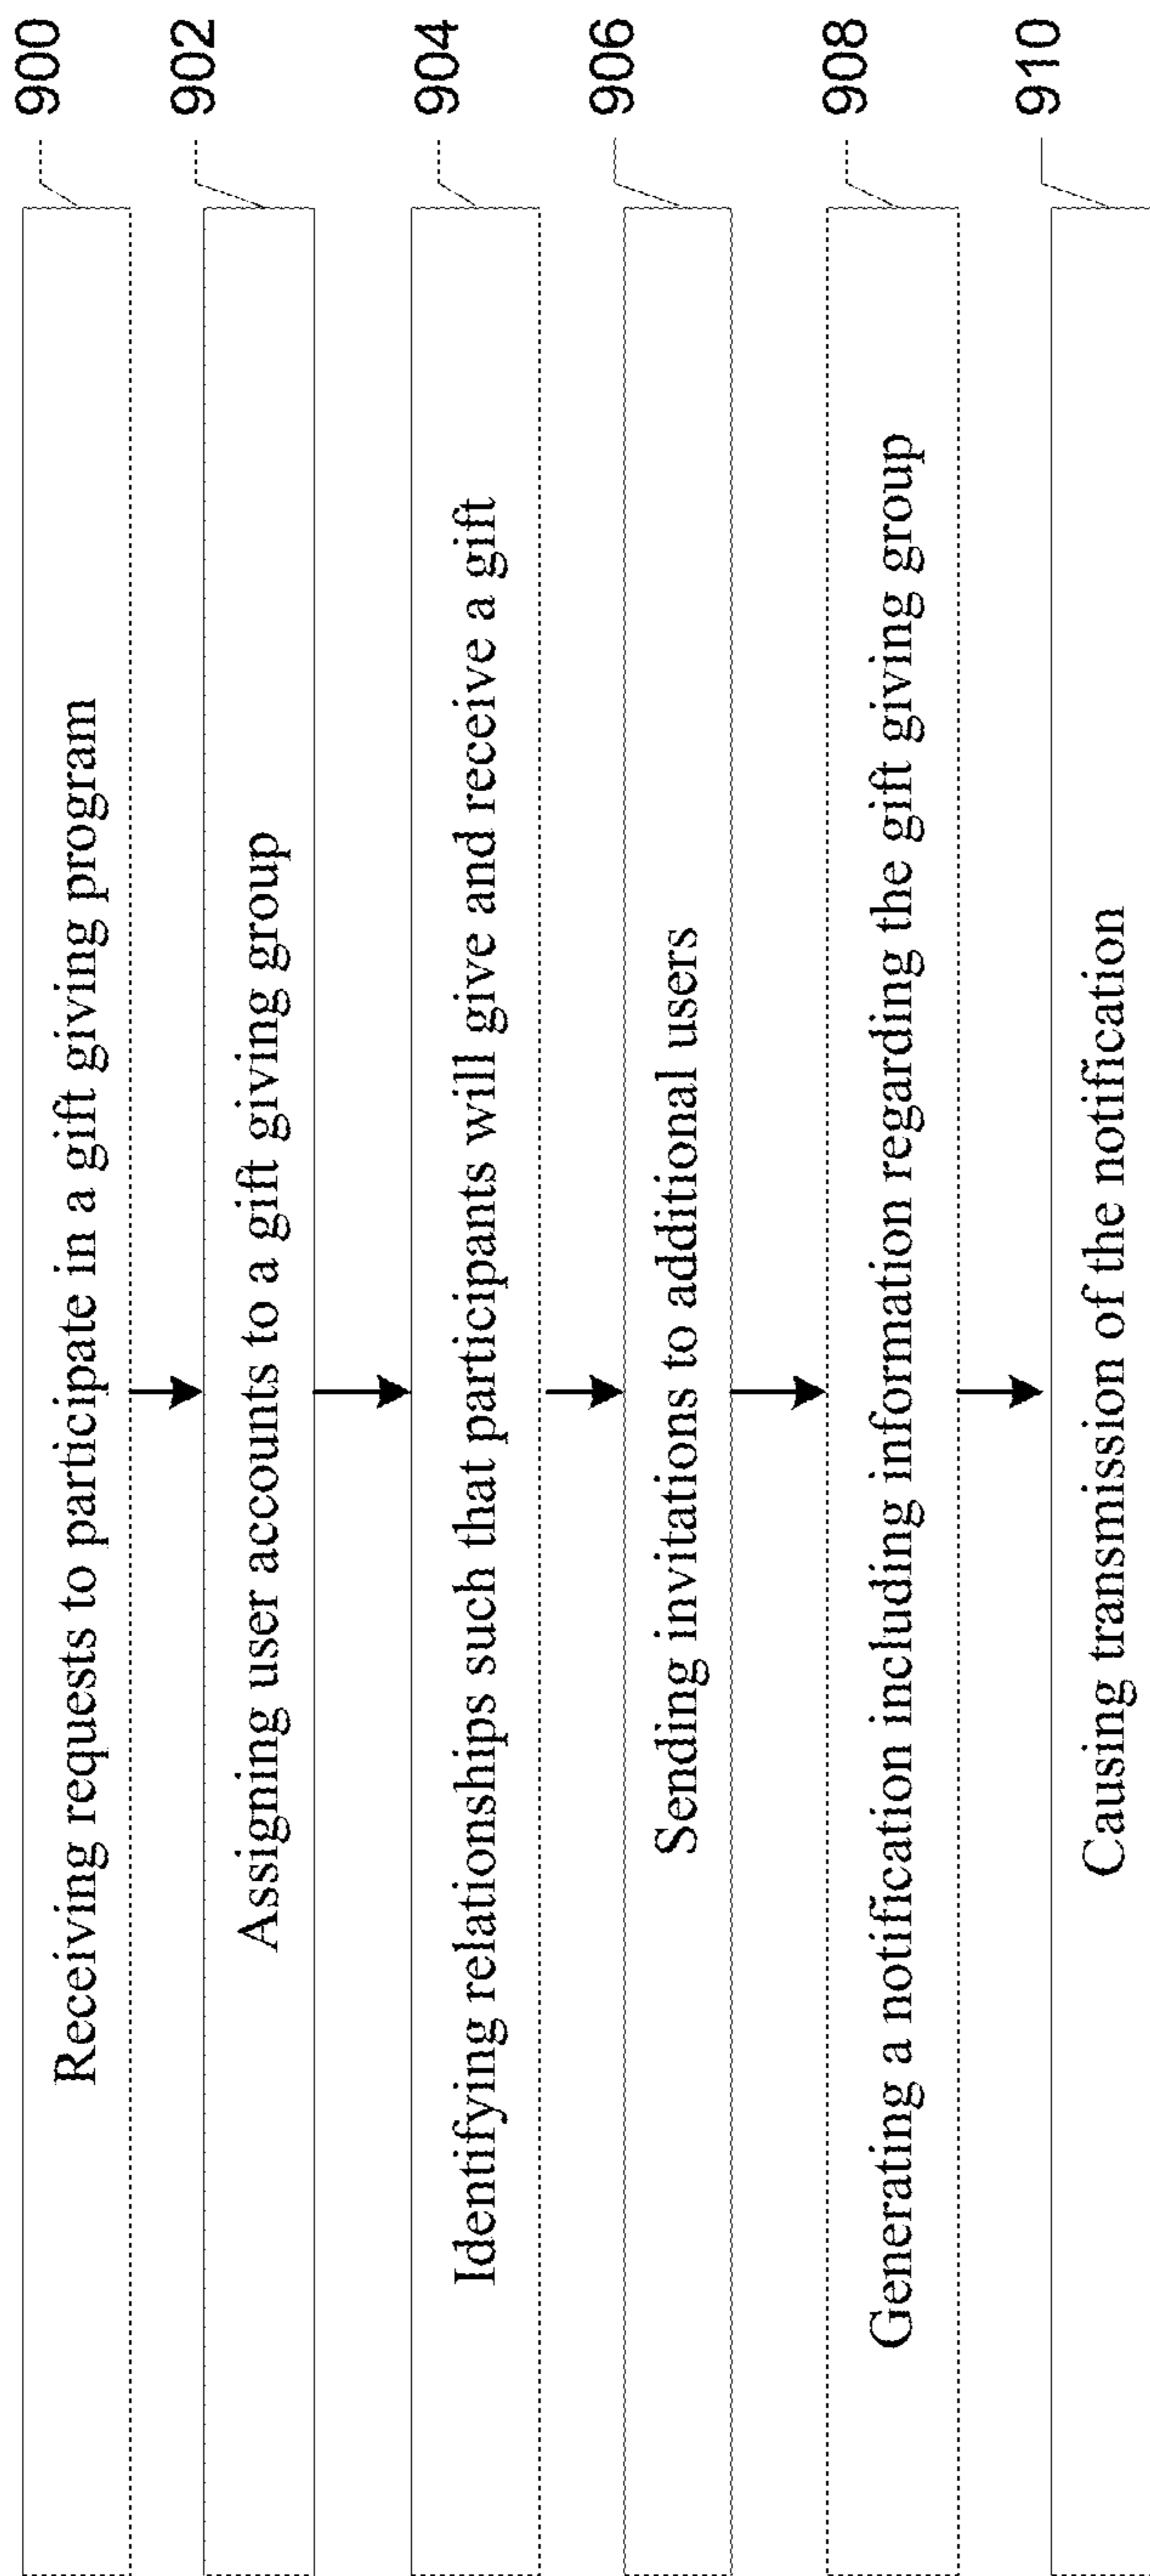 Receiving requests to participate in a gift giving program
900
Assigning user accounts to a gift giving group
902
Identifying relationships such that participants will give and receive a gift
904
Sending invitations to additional users
906
Generating a notification including information regarding the gift giving group
908
Causing transmission of the notification
910